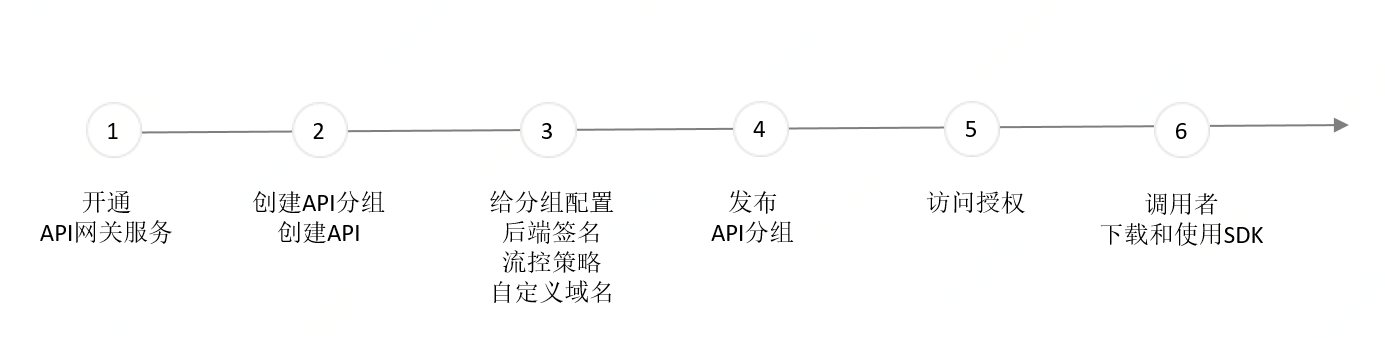 1
开通
API网关服务
2
创建API分组
创建API
3
给分组配置
后端签名
流控策略
自定义域名
4
发布
API分组
5
访问授权
6
调用者
下载和使用SDK